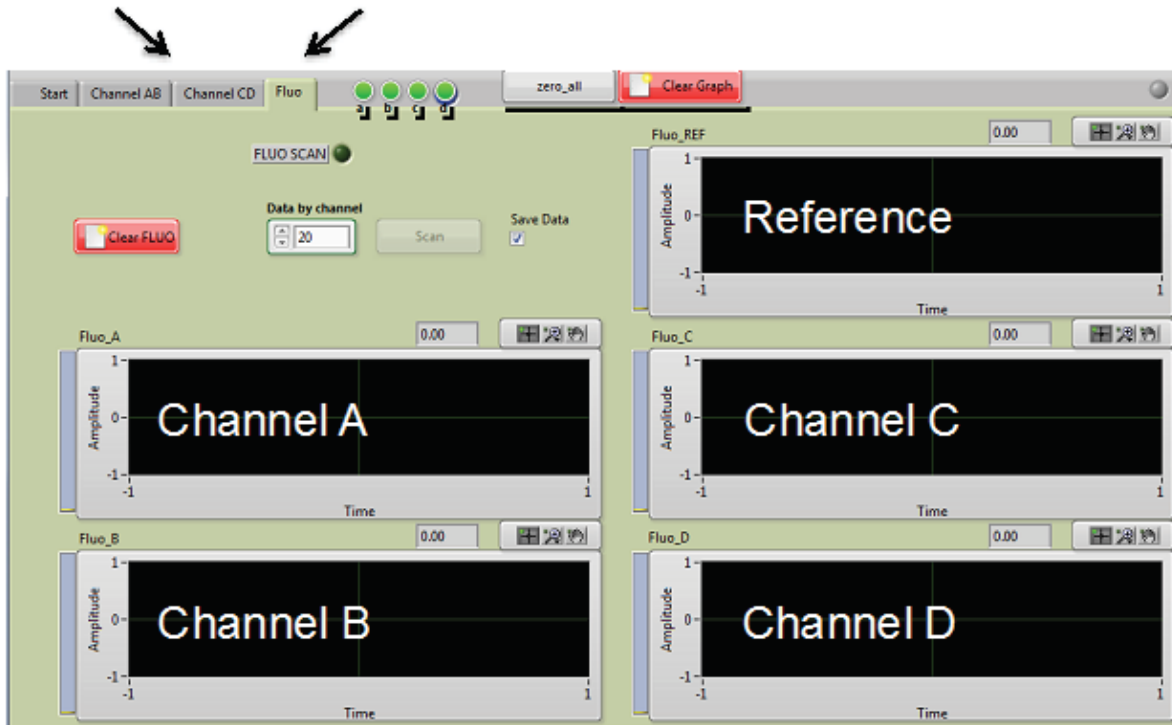 Start Channel AB Channel CD Fluo a b c d zero_all Clear Graph
FLUO SCAN
Clear FLUO
Data by channel
20
Scan
Save Data
Fluo_REF 0.00
Amplitude
1
0
-1
Reference
-1 1
Time
Fluo_A 0.00
Amplitude
1
0
-1
Channel A
-1 1
Time
Fluo_C 0.00
Amplitude
1
0
-1
Channel C
-1 1
Time
Fluo_B 0.00
Amplitude
1
0
-1
Channel B
-1 1
Time
Fluo_D 0.00
Amplitude
1
0
-1
Channel D
-1 1
Time